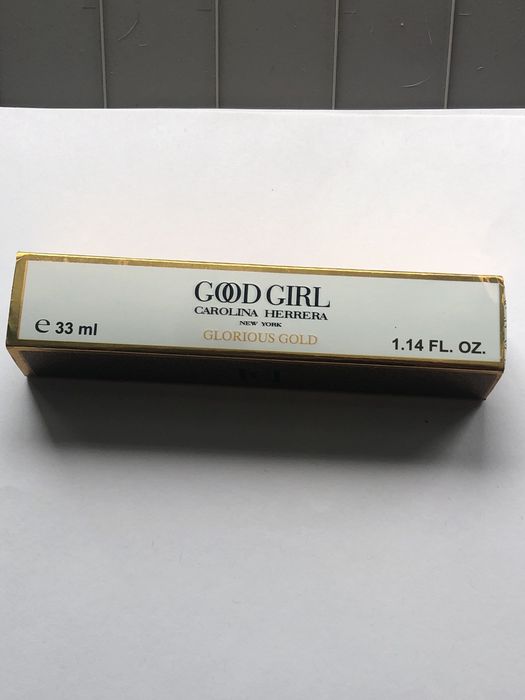 GOOD GIRL
CAROLINA HERRERA
NEW YORK
GLORIOUS GOLD
e 33 ml
1.14 FL. OZ.